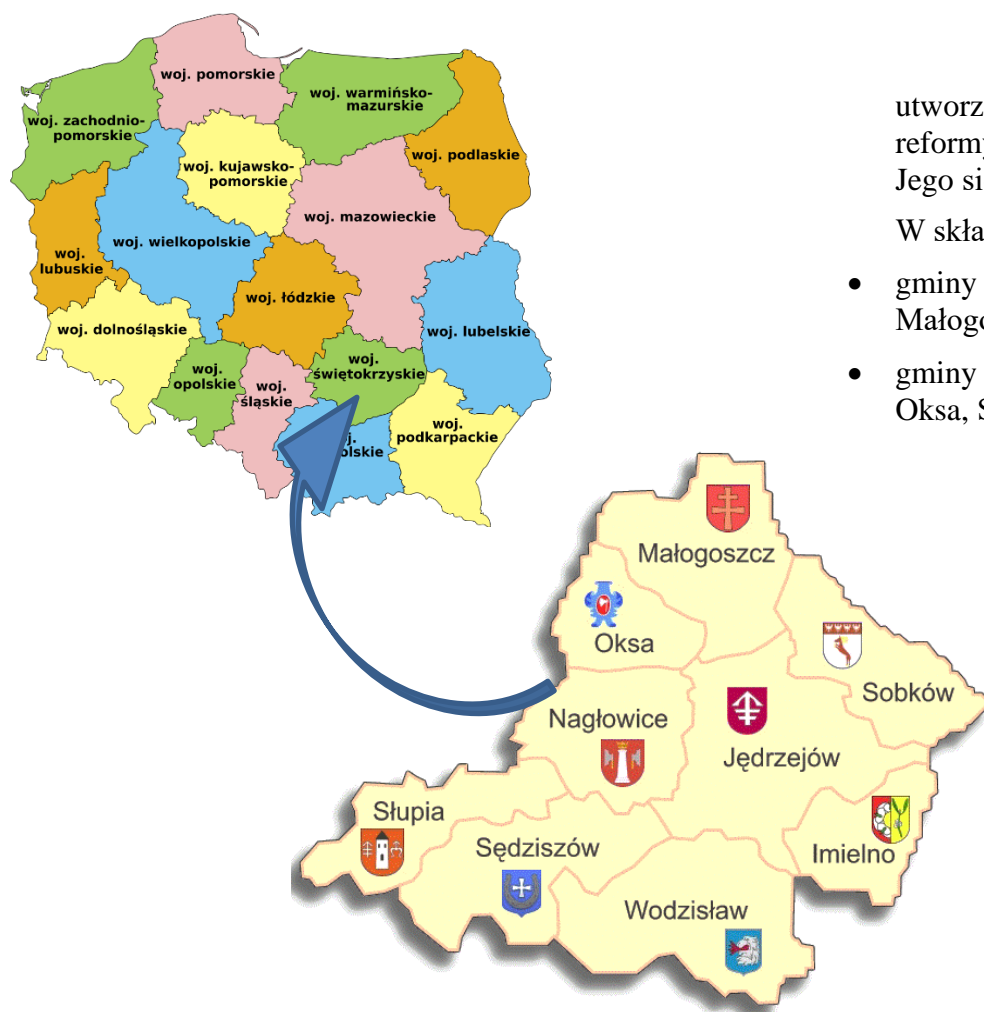 woj. pomorskie
woj. warmińsko-
mazurskie
woj. zachodnio-
pomorskie
woj. podlaskie
woj. kujawsko-
pomorskie
woj. mazowieckie
woj. wielkopolskie
woj.
lubuskie
woj. łódzkie
woj. dolnośląskie
woj. lubelskie
woj.
opolskie
woj.
śląskie
woj.
świętokrzyskie
woj.
podkarpackie
utworz
reformy
Jego si
W skła
• gminy
Małogo
• gminy
Oksa, S
Małogoszcz
Oksa
Sobków
Nagłowice
Jędrzejów
Słupia
Sędziszów
Imielno
Wodzisław